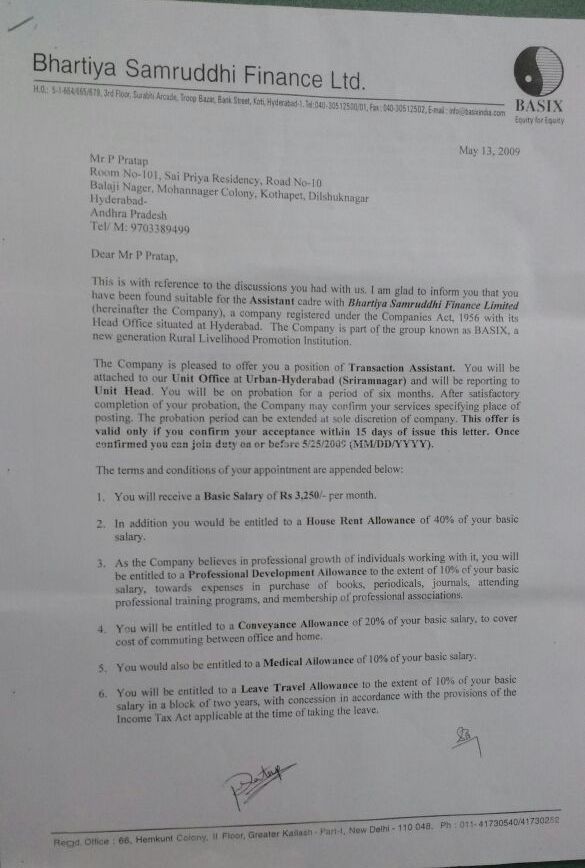 Bhartiya Samruddhi Finance Ltd.
H.O.: 5-1-664/665/679, 3rd Floor, Surabhi Arcade, Troop Bazar, Bank Street, Koti, Hyderabad-1. Tel:040-30512500/01, Fax: 040-30512502, E-mail: info@basixindia.com
BASIX
Equity for Equity
May 13, 2009
Mr P Pratap
Room No-101, Sai Priya Residency, Road No-10
Balaji Nager, Mohannager Colony, Kothapet, Dilshuknagar
Hyderabad-
Andhra Pradesh
Tel/ M: 9703389499
Dear Mr P Pratap,
This is with reference to the discussions you had with us. I am glad to inform you that you
have been found suitable for the Assistant cadre with Bhartiya Samruddhi Finance Limited
(hereinafter the Company), a company registered under the Companies Act, 1956 with its
Head Office situated at Hyderabad. The Company is part of the group known as BASIX, a
new generation Rural Livelihood Promotion Institution.
The Company is pleased to offer you a position of Transaction Assistant. You will be
attached to our Unit Office at Urban-Hyderabad (Sriramnagar) and will be reporting to
Unit Head. You will be on probation for a period of six months. After satisfactory
completion of your probation, the Company may confirm your services specifying place of
posting. The probation period can be extended at sole discretion of company. This offer is
valid only if you confirm your acceptance within 15 days of issue this letter. Once
confirmed you can join duty on or before 5/25/2009 (MM/DD/YYYY).
The terms and conditions of your appointment are appended below:
1. You will receive a Basic Salary of Rs 3,250/- per month.
2. In addition you would be entitled to a House Rent Allowance of 40% of your basic
salary.
3. As the Company believes in professional growth of individuals working with it, you will
be entitled to a Professional Development Allowance to the extent of 10% of your basic
salary, towards expenses in purchase of books, periodicals, journals, attending
professional training programs, and membership of professional associations.
4. You will be entitled to a Conveyance Allowance of 20% of your basic salary, to cover
cost of commuting between office and home.
5. You would also be entitled to a Medical Allowance of 10% of your basic salary.
6. You will be entitled to a Leave Travel Allowance to the extent of 10% of your basic
salary in a block of two years, with concession in accordance with the provisions of the
Income Tax Act applicable at the time of taking the leave.
Pratap
Regd. Office : 66, Hemkunt Colony, II Floor, Greater Kailash - Part-I, New Delhi - 110 048. Ph : 011- 41730540/41730252